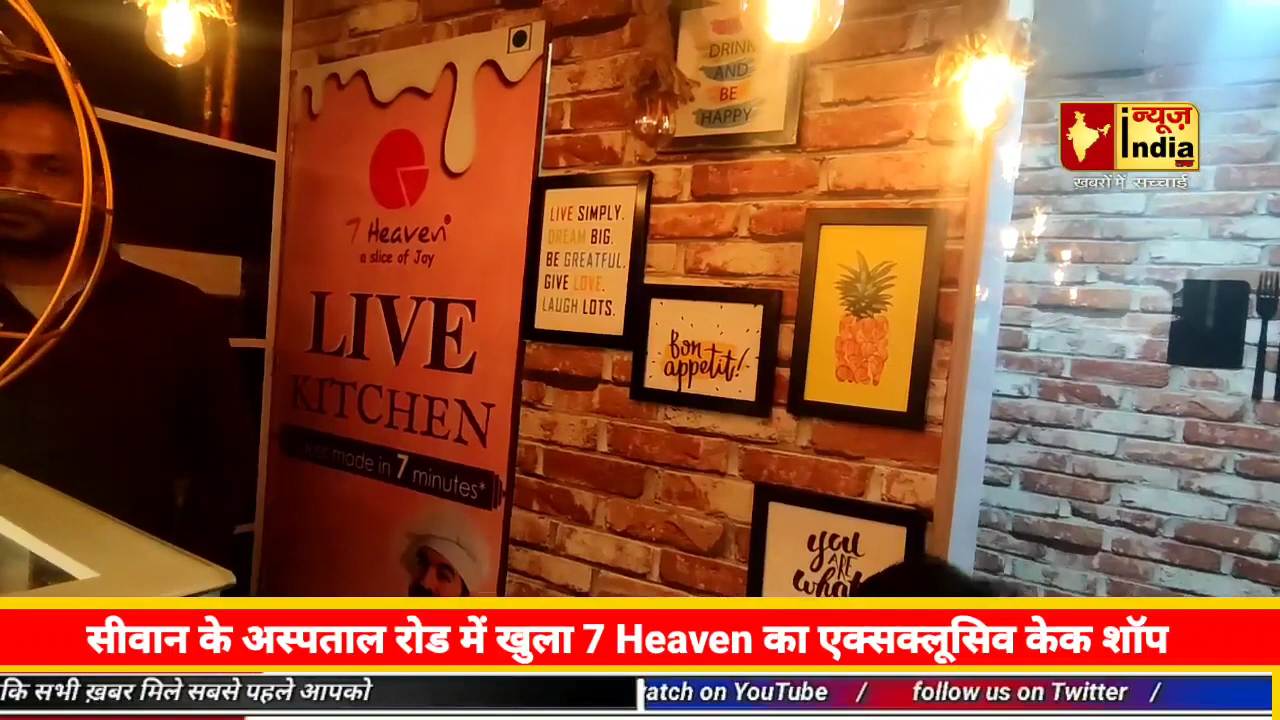 DRINK
AND
BE
HAPPY
न्यूज़
India
खबरों में सच्चाई
7 Heaven
a slice of Joy
LIVE
KITCHEN
made in 7 minutes*
LIVE SIMPLY.
DREAM BIG.
BE GREATFUL.
GIVE LOVE.
LAUGH LOTS.
bon
appetit!
you
ARE
what
सीवान के अस्पताल रोड में खुला 7 Heaven का एक्सक्लूसिव केक शॉप
कि सभी ख़बर मिले सबसे पहले आपको
atch on YouTube / follow us on Twitter /